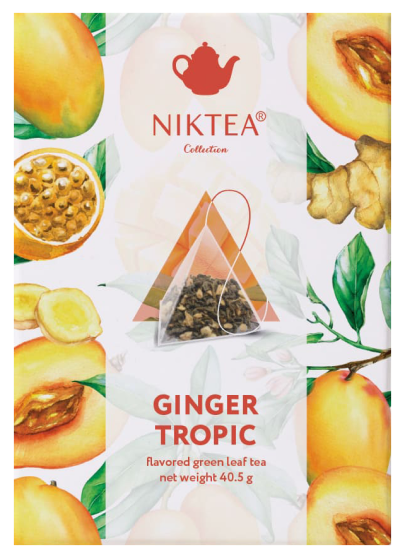 NIKTEA®
Collection
GINGER
TROPIC
flavored green leaf tea
net weight 40.5 g